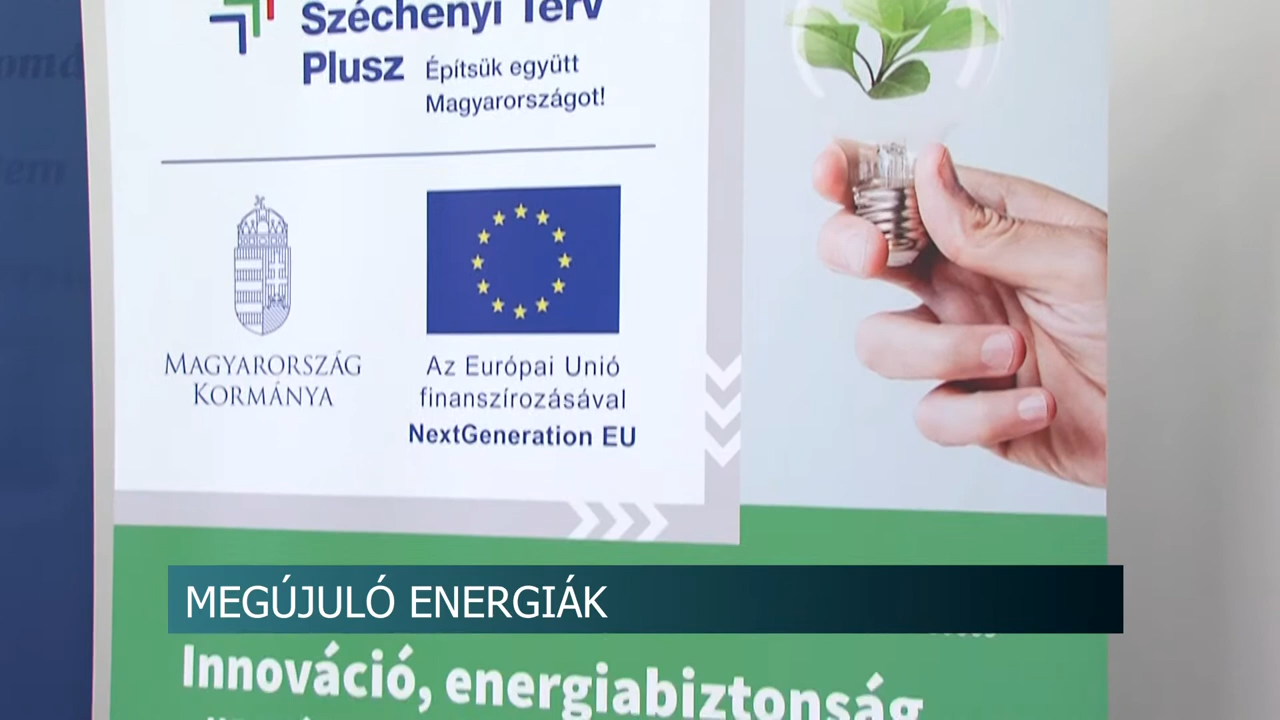 Széchenyi Terv
Plusz Építsük együtt
Magyarországot!
MAGYARORSZÁG
KORMÁNYA
Az Európai Unió
finanszírozásával
NextGeneration EU
MEGÚJULÓ ENERGIÁK
Innováció, energiabiztonság